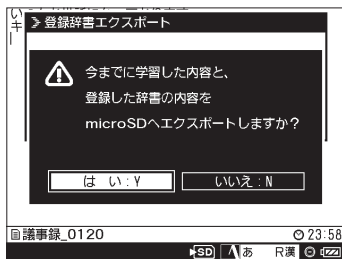 い
キ
登録辞書エクスポート
今までに学習した内容と、
登録した辞書の内容を
microSDへエクスポートしますか？
は い:Y
いいえ:N
議事録_0120
23:58
SD あ R漢